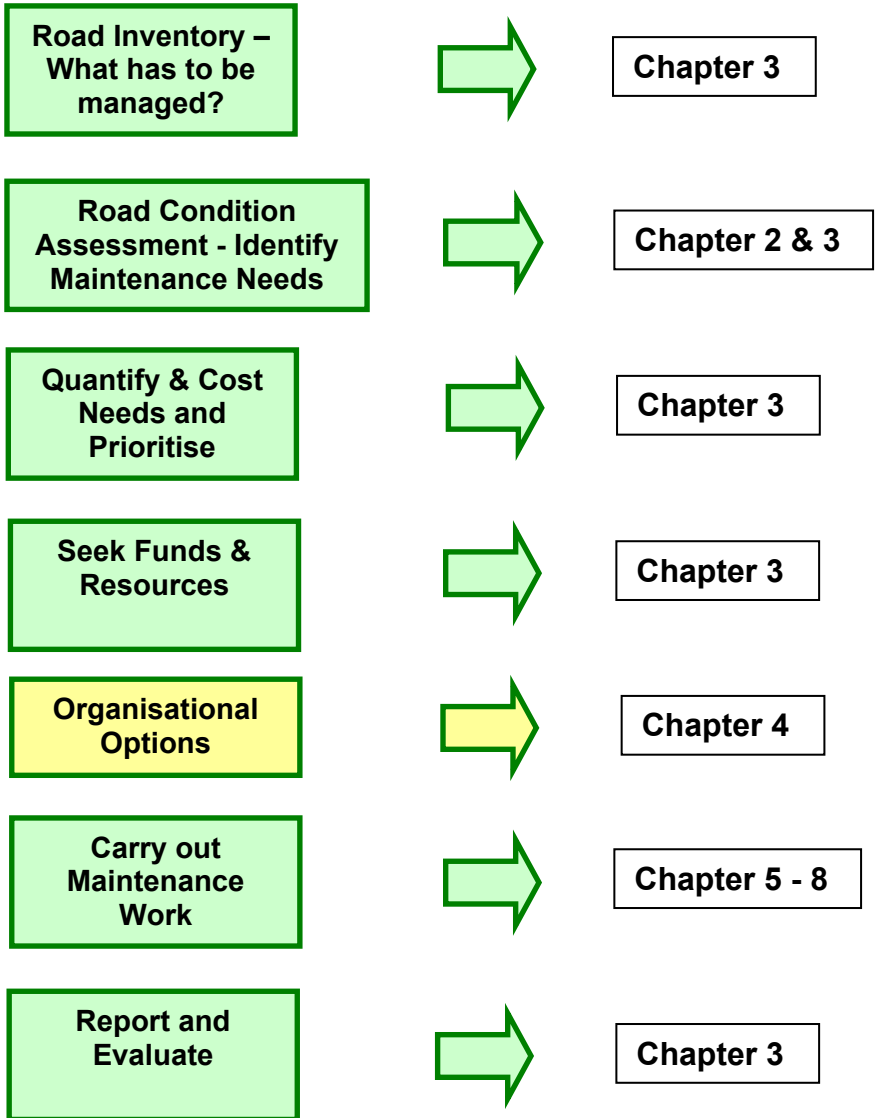 Road Inventory –
What has to be
managed?
Chapter 3
Road Condition
Assessment - Identify
Maintenance Needs
Chapter 2 & 3
Quantify & Cost
Needs and
Prioritise
Chapter 3
Seek Funds &
Resources
Chapter 3
Organisational
Options
Chapter 4
Carry out
Maintenance
Work
Chapter 5 - 8
Report and
Evaluate
Chapter 3